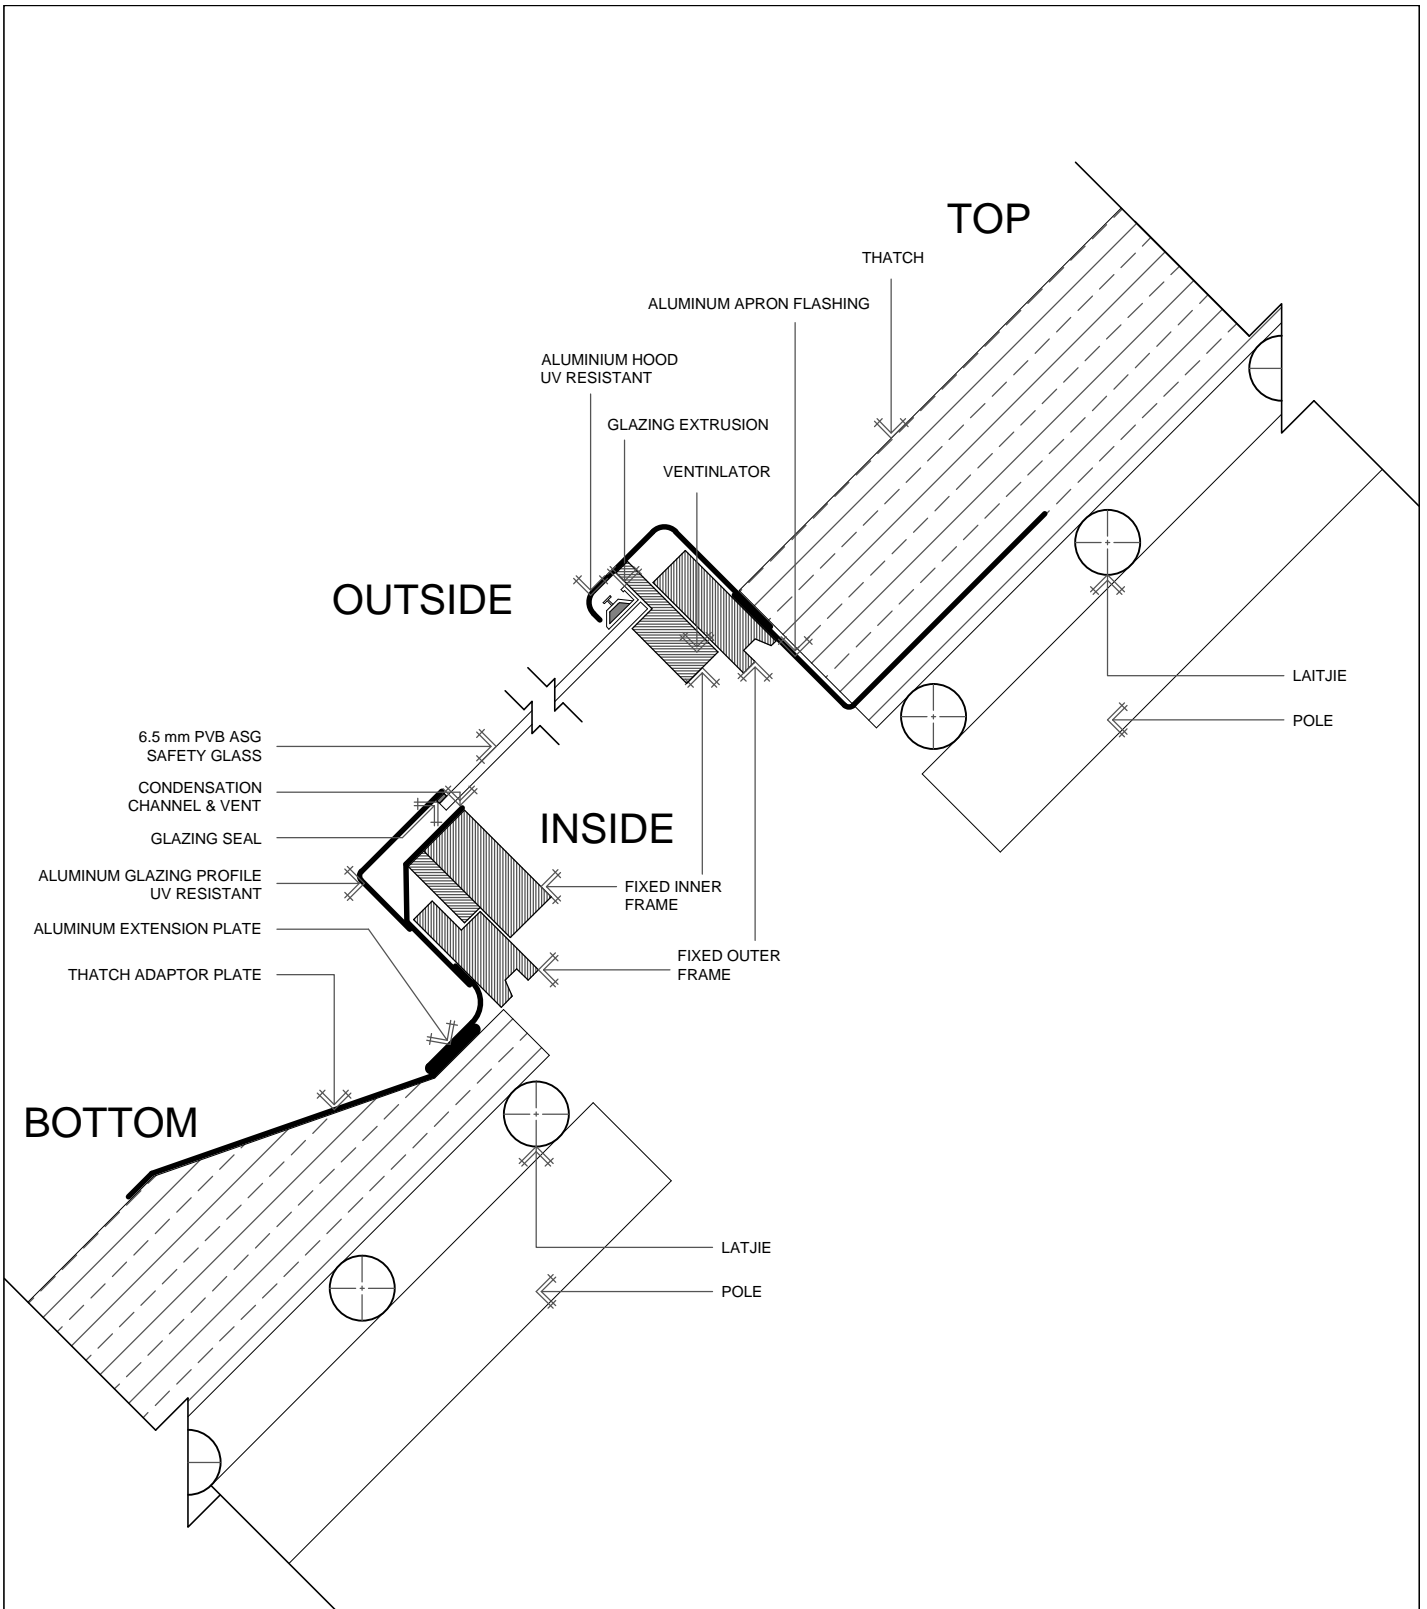 TOP
THATCH
ALUMINUM APRON FLASHING
ALUMINIUM HOOD
UV RESISTANT
GLAZING EXTRUSION
VENTINLATOR
OUTSIDE
LAITJIE
POLE
6.5 mm PVB ASG
SAFETY GLASS
CONDENSATION
CHANNEL & VENT
GLAZING SEAL
INSIDE
ALUMINUM GLAZING PROFILE
UV RESISTANT
FIXED INNER
FRAME
ALUMINUM EXTENSION PLATE
FIXED OUTER
FRAME
THATCH ADAPTOR PLATE
BOTTOM
LATJIE
POLE